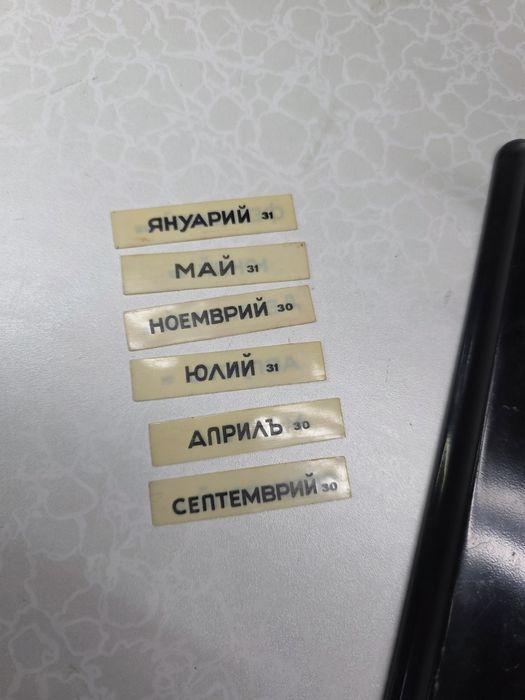 ЯНУАРИЙ 31
МАЙ 31
НОЕМВРИЙ 30
ЮЛИЙ 31
АПРИЛЪ 30
СЕПТЕМВРИЙ 30